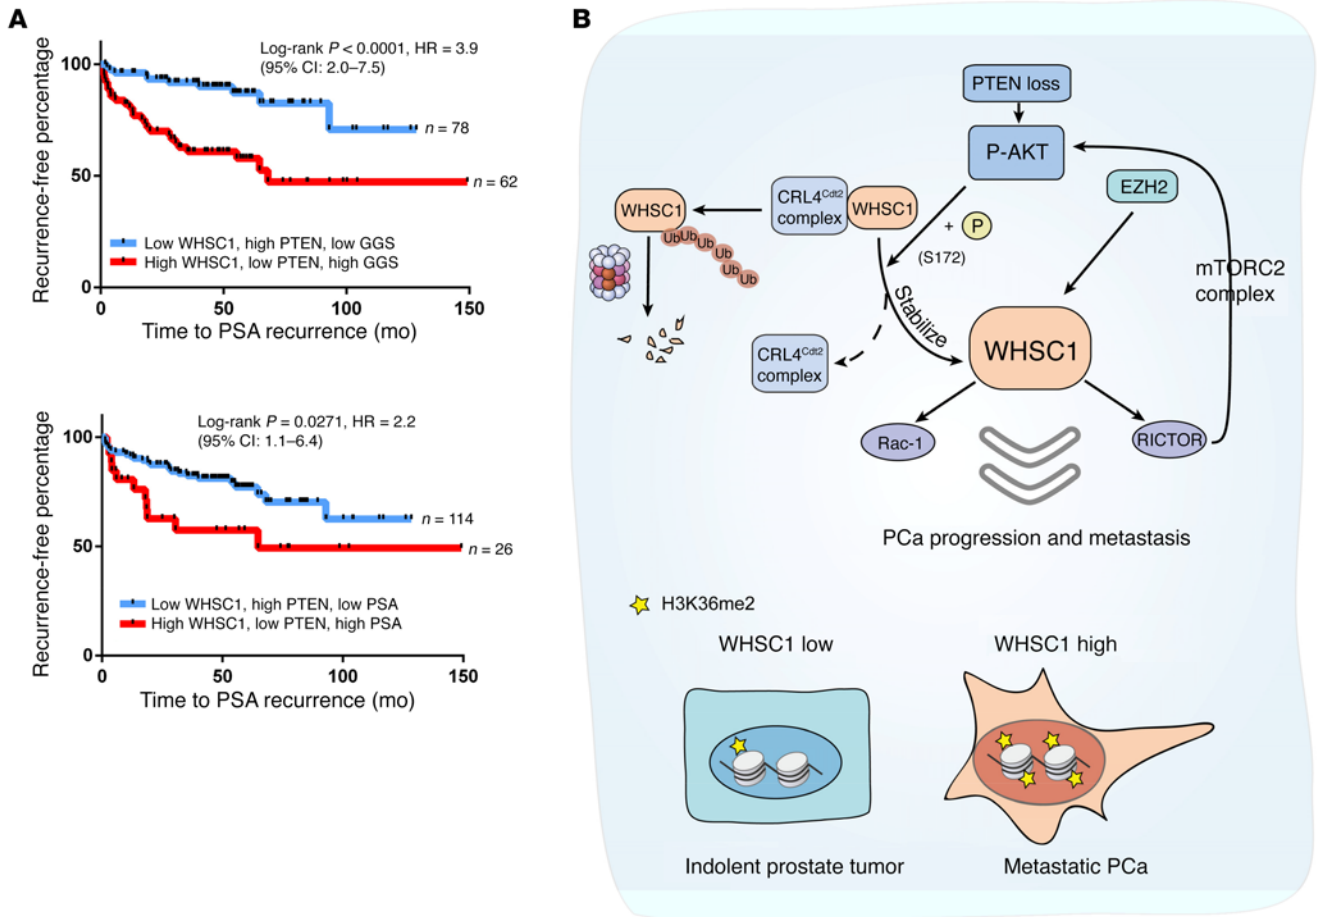 A
Log-rank P < 0.0001, HR = 3.9
(95% CI: 2.0–7.5)
Recurrence-free percentage
100
50
0
n = 78
n = 62
Low WHSC1, high PTEN, low GGS
High WHSC1, low PTEN, high GGS
0
50
100
150
Time to PSA recurrence (mo)
Log-rank P = 0.0271, HR = 2.2
(95% CI: 1.1–6.4)
Recurrence-free percentage
100
50
0
n = 114
n = 26
Low WHSC1, high PTEN, low PSA
High WHSC1, low PTEN, high PSA
0
50
100
150
Time to PSA recurrence (mo)
B
PTEN loss
P-AKT
EZH2
WHSC1
CRL4Cdt2
complex
WHSC1
Ub
Ub
Ub
Ub
Ub
Ub
+ P
(S172)
mTORC2
complex
Stabilize
CRL4Cdt2
complex
WHSC1
Rac-1
RICTOR
PCa progression and metastasis
H3K36me2
WHSC1 low
WHSC1 high
Indolent prostate tumor
Metastatic PCa